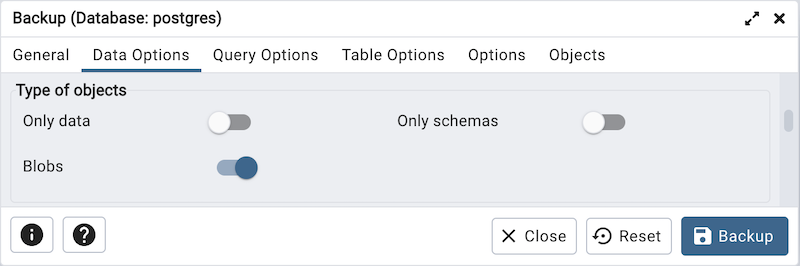 Backup (Database: postgres)
General Data Options Query Options Table Options Options Objects
Type of objects
Only data Only schemas
Blobs
Close Reset Backup